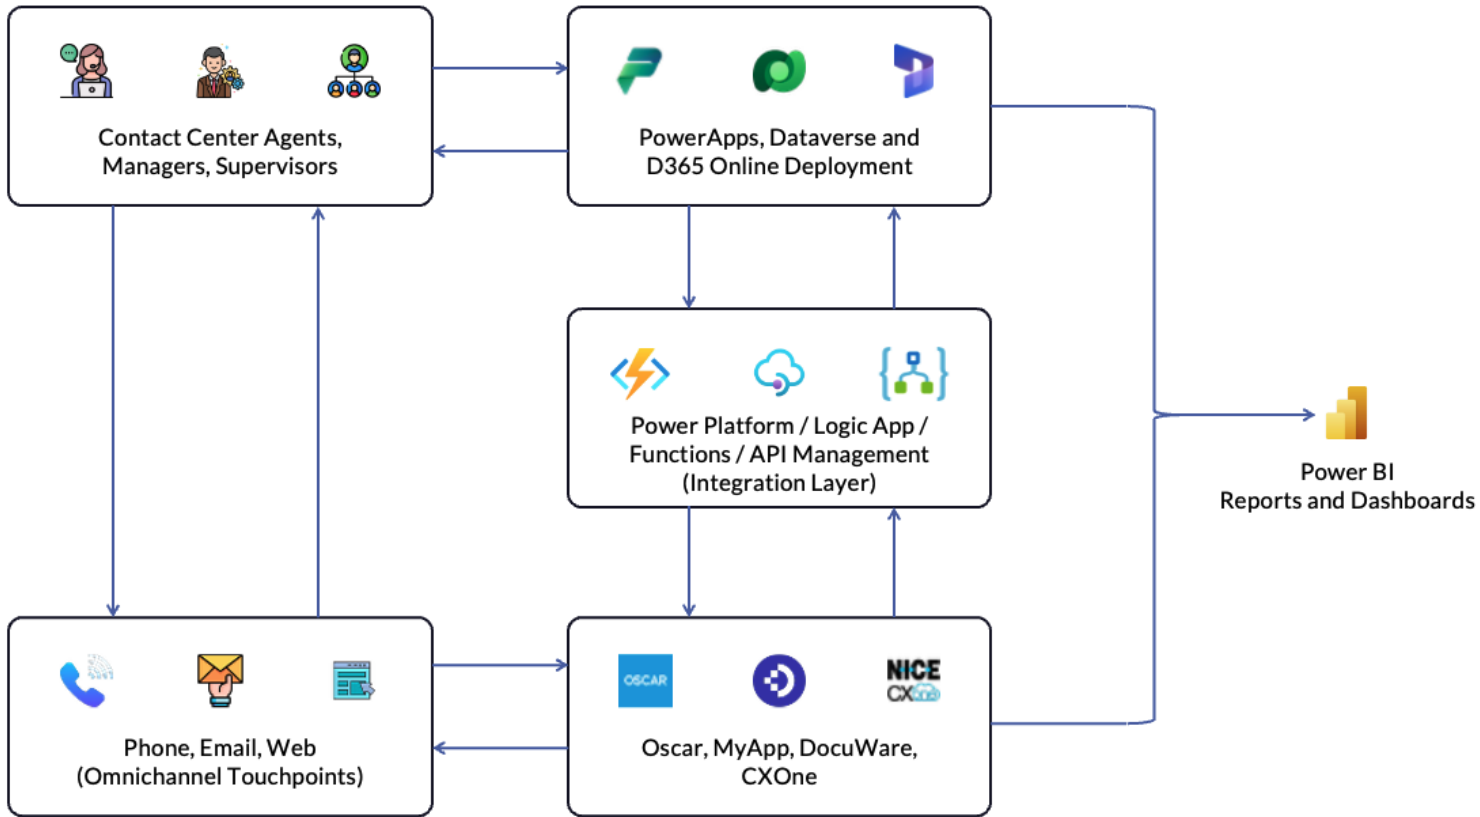 Contact Center Agents,
Managers, Supervisors
PowerApps, Dataverse and
D365 Online Deployment
Power Platform / Logic App /
Functions / API Management
(Integration Layer)
Power BI
Reports and Dashboards
Phone, Email, Web
(Omnichannel Touchpoints)
OSCAR
NICE
CXone
Oscar, MyApp, DocuWare,
CXOne